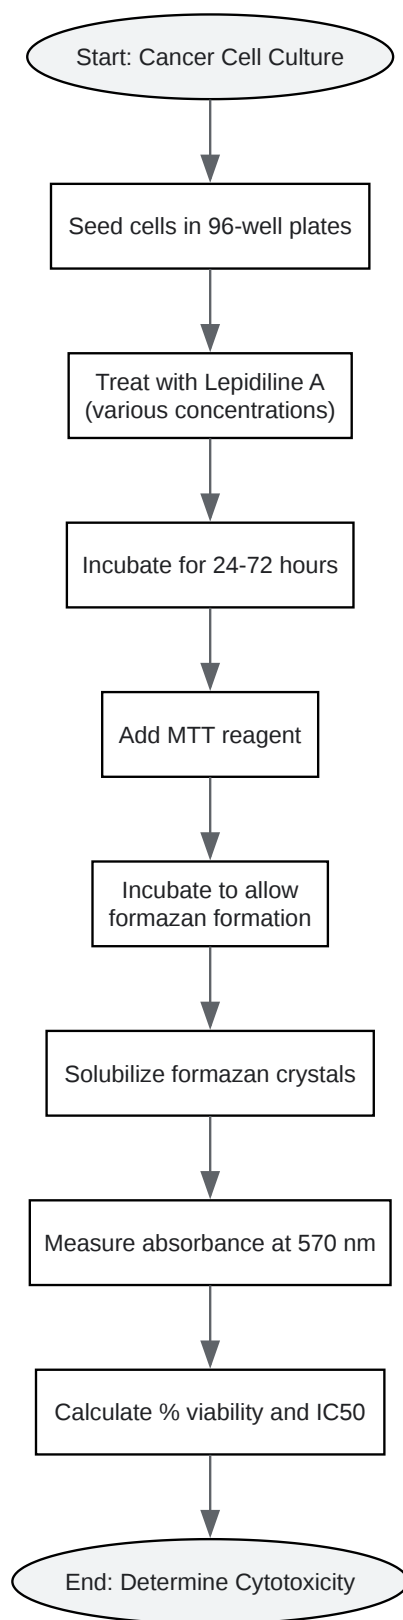 Start: Cancer Cell Culture
Seed cells in 96-well plates
Treat with Lepidiline A
(various concentrations)
Incubate for 24-72 hours
Add MTT reagent
Incubate to allow
formazan formation
Solubilize formazan crystals
Measure absorbance at 570 nm
Calculate % viability and IC50
End: Determine Cytotoxicity